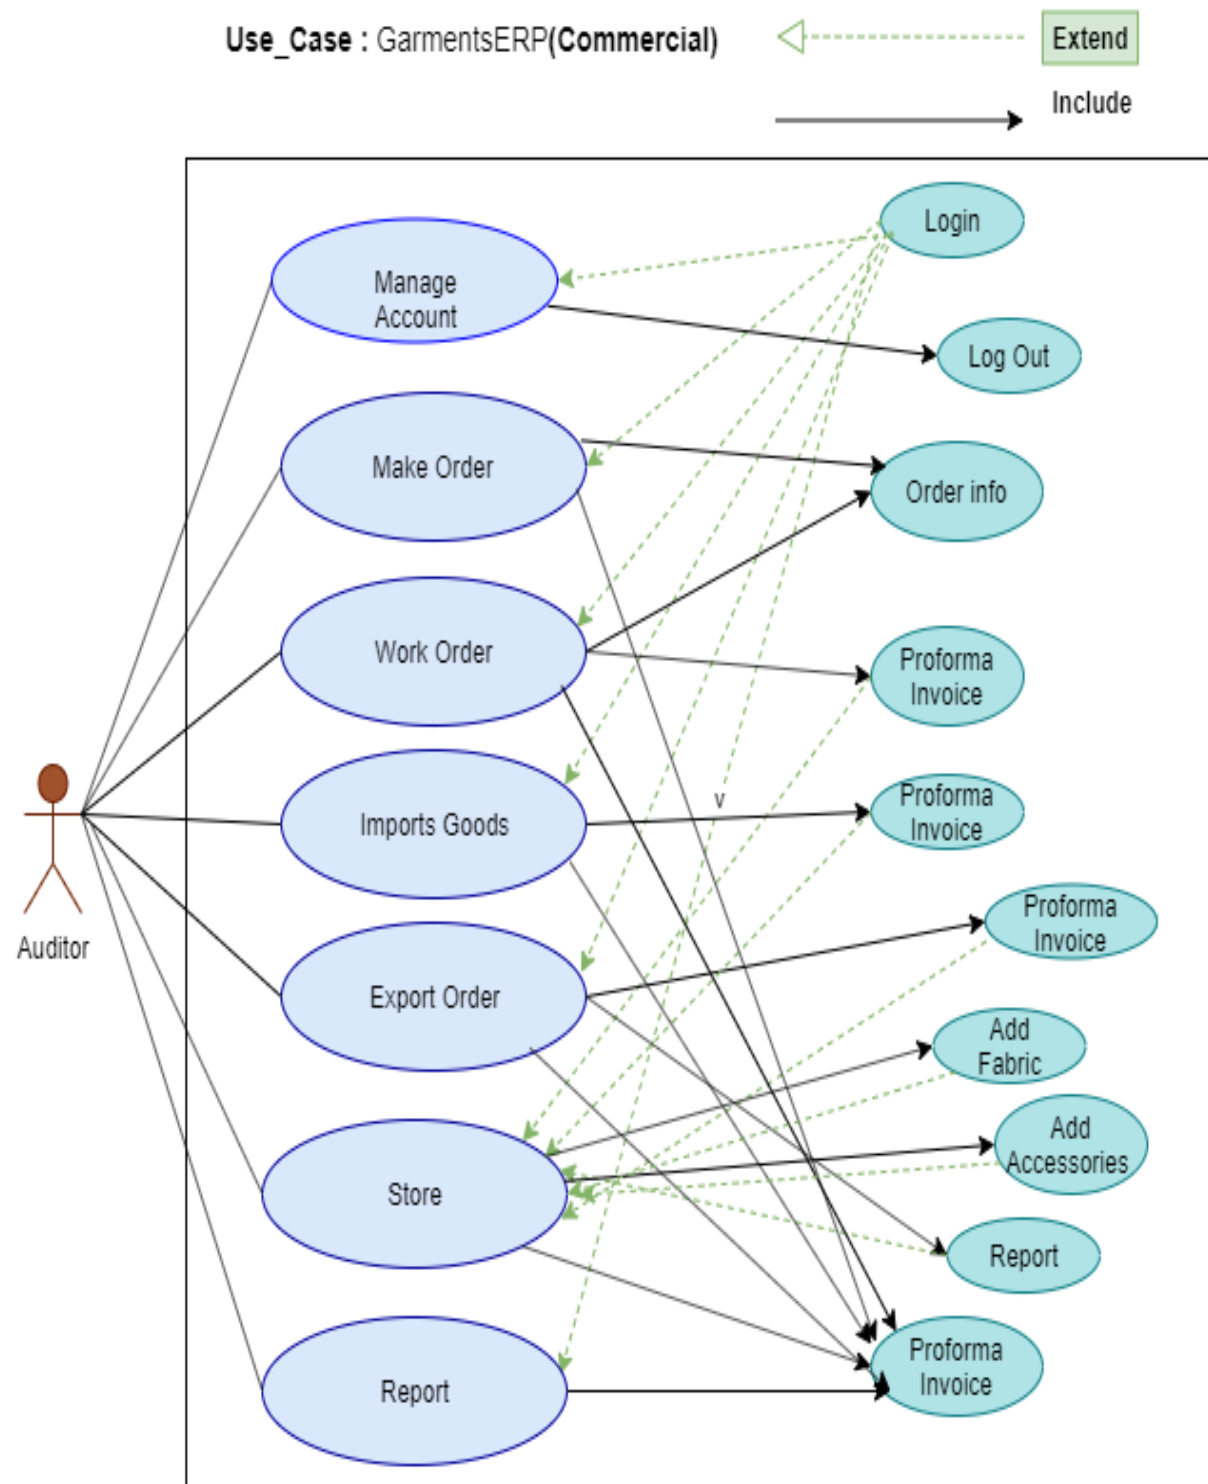 Use_Case : GarmentsERP(Commercial)
Extend
Include
Login
Manage
Account
Log Out
Make Order
Order info
Work Order
Proforma
Invoice
Imports Goods
v
Proforma
Invoice
Proforma
Invoice
Auditor
Export Order
Add
Fabric
Add
Accessories
Store
Report
Proforma
Invoice
Report